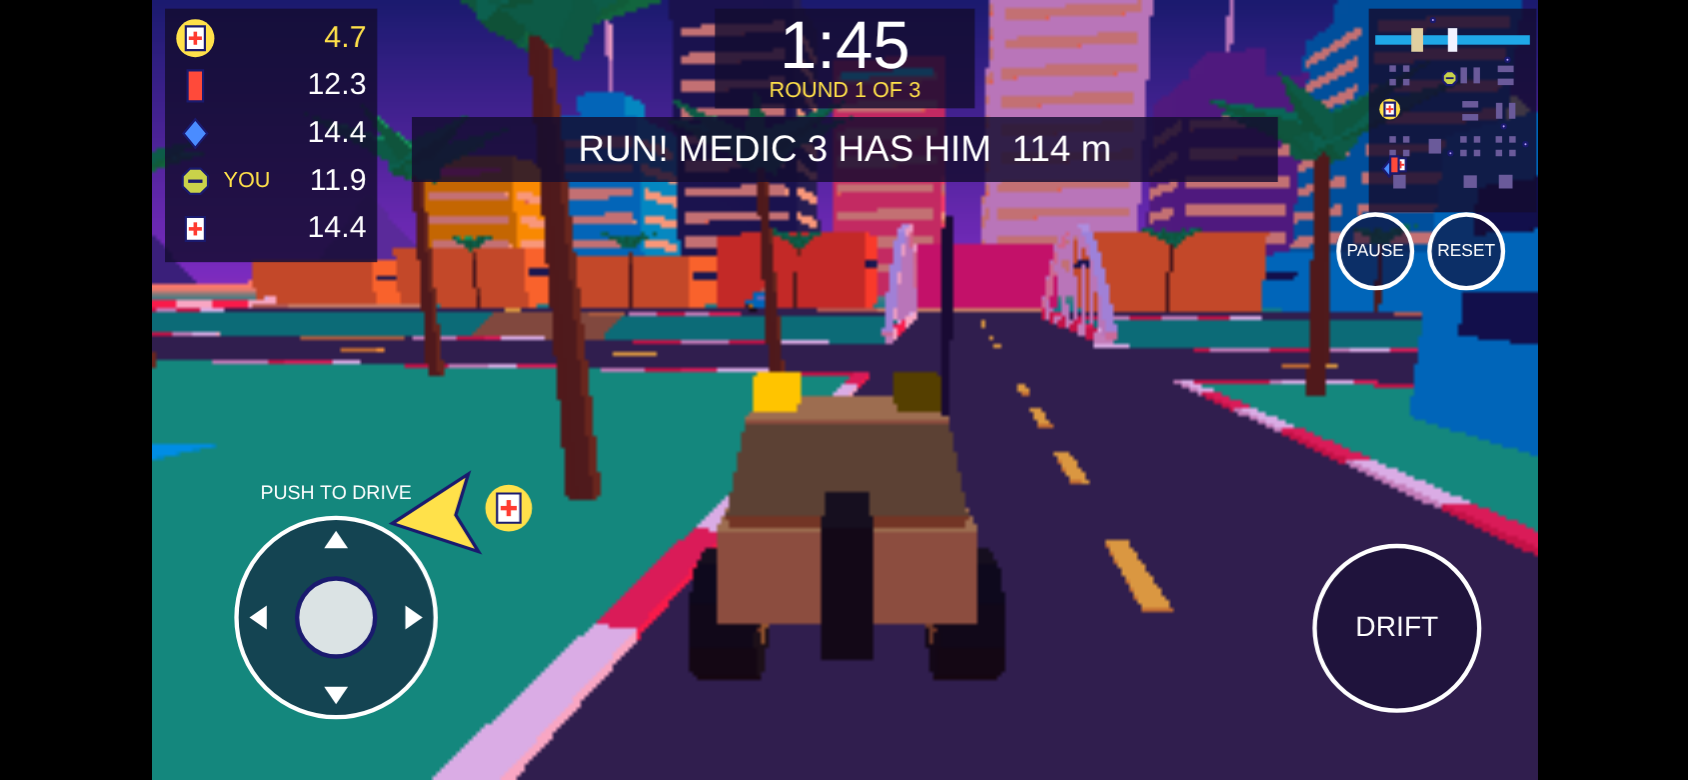 4.7
12.3
14.4
YOU 11.9
14.4
1:45
ROUND 1 OF 3
RUN! MEDIC 3 HAS HIM 114 m
PAUSE RESET
PUSH TO DRIVE
DRIFT